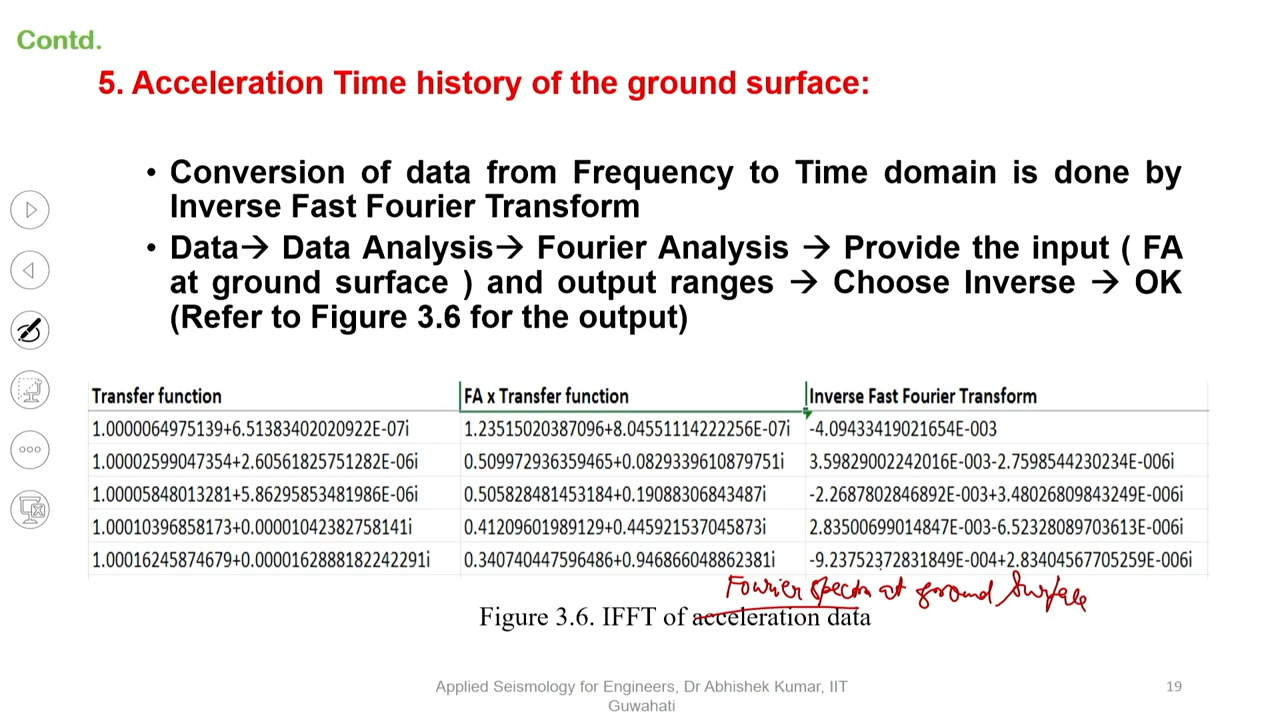 Contd.
5. Acceleration Time history of the ground surface:
• Conversion of data from Frequency to Time domain is done by
Inverse Fast Fourier Transform
• Data→ Data Analysis→ Fourier Analysis → Provide the input ( FA
at ground surface ) and output ranges → Choose Inverse → OK
(Refer to Figure 3.6 for the output)
Transfer function FA x Transfer function Inverse Fast Fourier Transform
1.0000064975139+6.51383402020922E-07i 1.23515020387096+8.04551114222256E-07i -4.09433419021654E-003
1.00002599047354+2.60561825751282E-06i 0.509972936359465+0.0829339610879751i 3.59829002242016E-003-2.7598544230234E-006i
1.00005848013281+5.86295853481986E-06i 0.505828481453184+0.19088306843487i -2.2687802846892E-003+3.48026809843249E-006i
1.00010396858173+0.00001042382758141i 0.41209601989129+0.445921537045873i 2.83500699014847E-003-6.52328089703613E-006i
1.00016245874679+0.0000162888182242291i 0.340740447596486+0.946866048862381i -9.23752372831849E-004+2.83404567705259E-006i
Fourier spectra at ground surface
Figure 3.6. IFFT of acceleration data
Applied Seismology for Engineers, Dr Abhishek Kumar, IIT
Guwahati
19